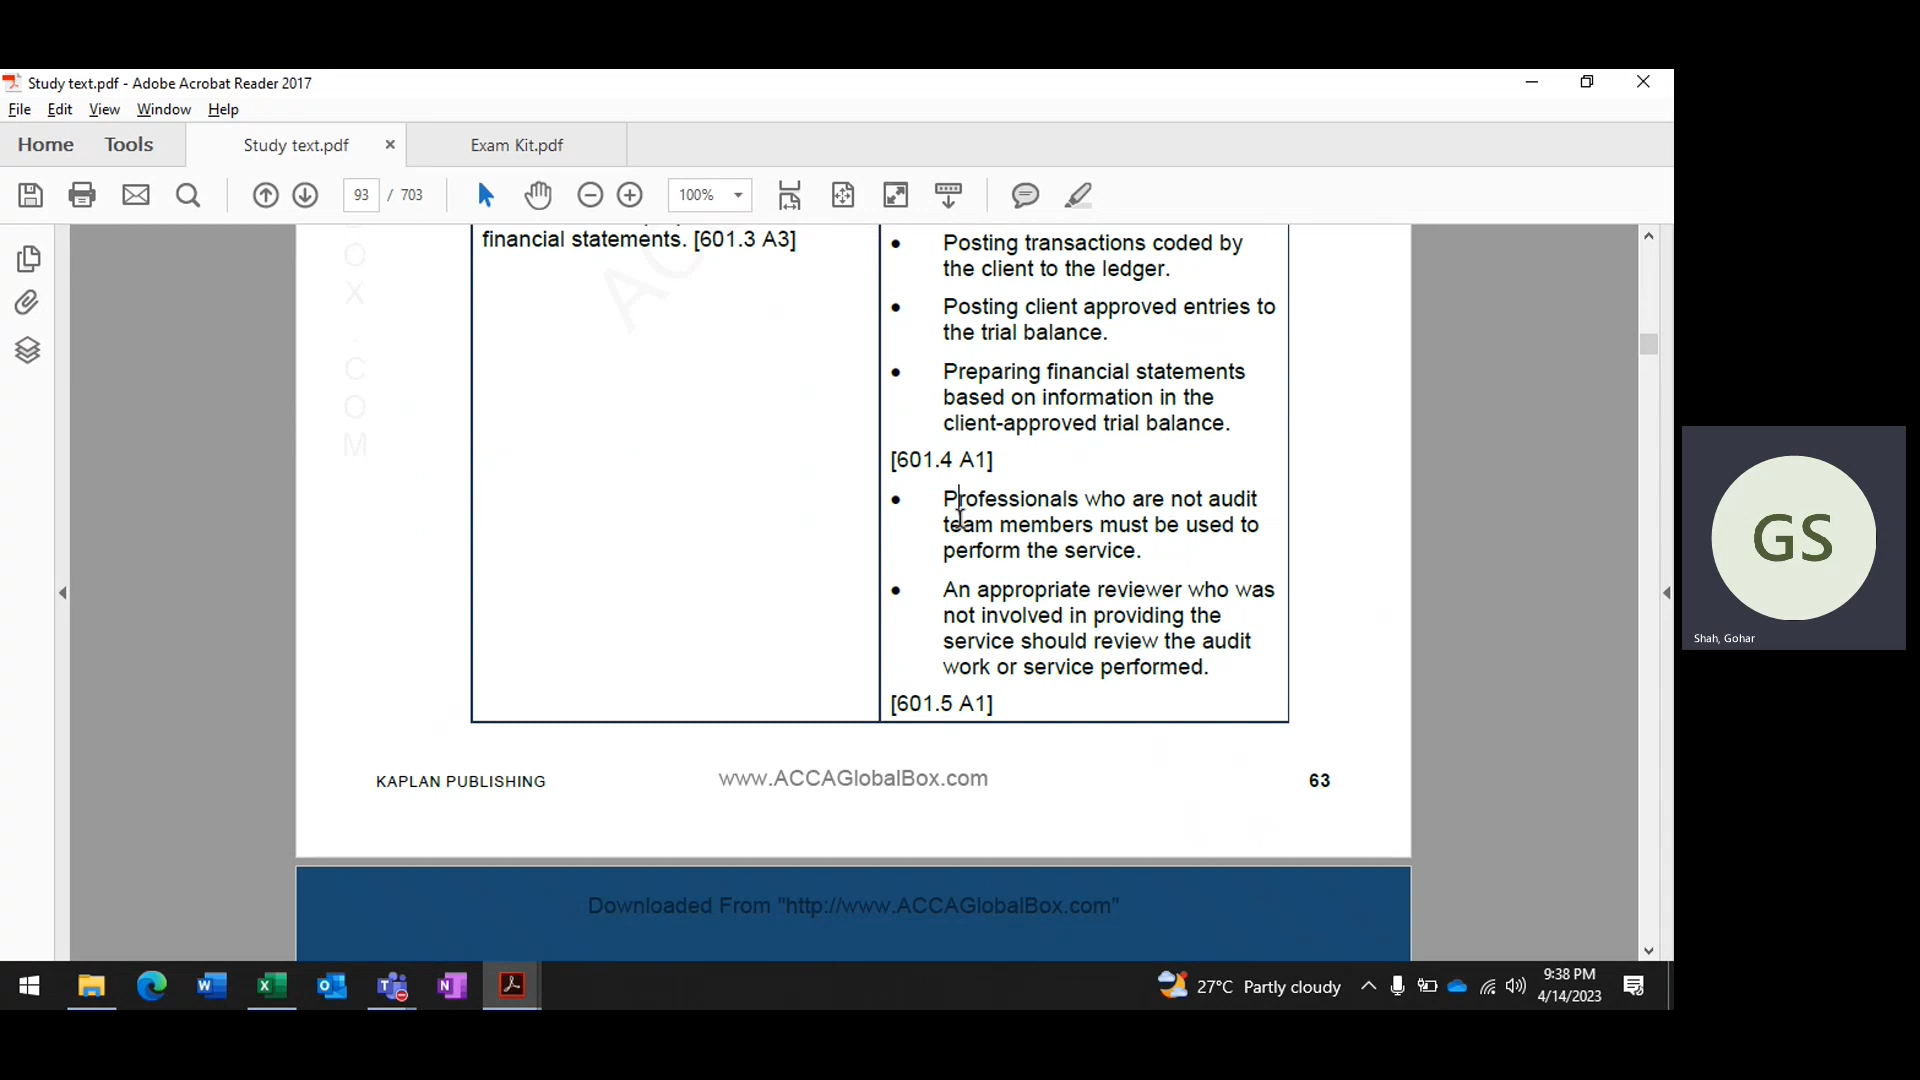 Study text.pdf - Adobe Acrobat Reader 2017
File Edit View Window Help
Home Tools Study text.pdf × Exam Kit.pdf
93 / 703 100%
financial statements. [601.3 A3]
• Posting transactions coded by
the client to the ledger.
• Posting client approved entries to
the trial balance.
• Preparing financial statements
based on information in the
client-approved trial balance.
[601.4 A1]
• Professionals who are not audit
team members must be used to
perform the service.
• An appropriate reviewer who was
not involved in providing the
service should review the audit
work or service performed.
[601.5 A1]
O
X
.
C
O
M
AC
KAPLAN PUBLISHING www.ACCAGlobalBox.com 63
Downloaded From "http://www.ACCAGlobalBox.com"
GS
Shah, Gohar
27°C Partly cloudy
9:38 PM
4/14/2023